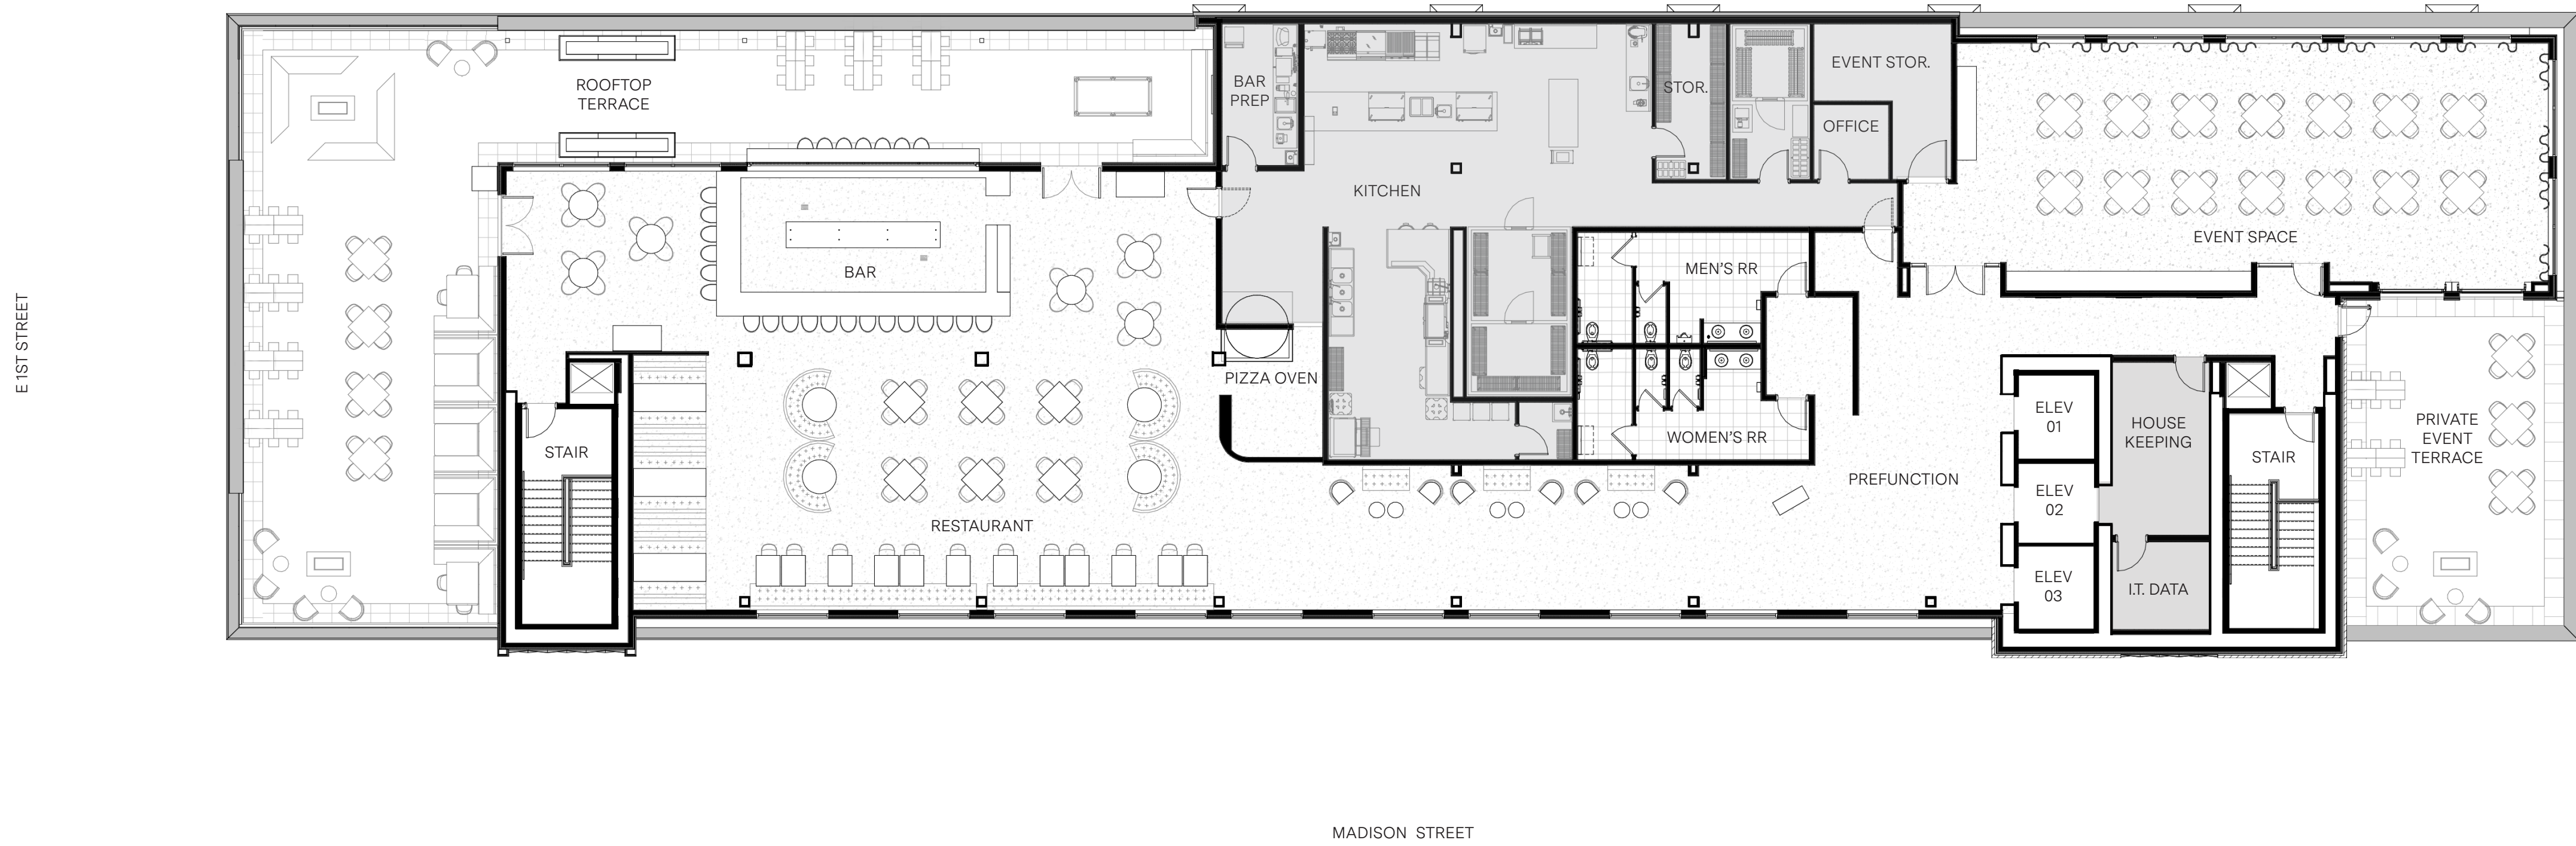 ROOFTOP
TERRACE
BAR
PREP
STOR.
EVENT STOR.
OFFICE
KITCHEN
EVENT SPACE
BAR
MEN'S RR
E 1ST STREET
PIZZA OVEN
WOMEN'S RR
STAIR
RESTAURANT
PREFUNCTION
ELEV
01
ELEV
02
ELEV
03
HOUSE
KEEPING
I.T. DATA
STAIR
PRIVATE
EVENT
TERRACE
MADISON STREET